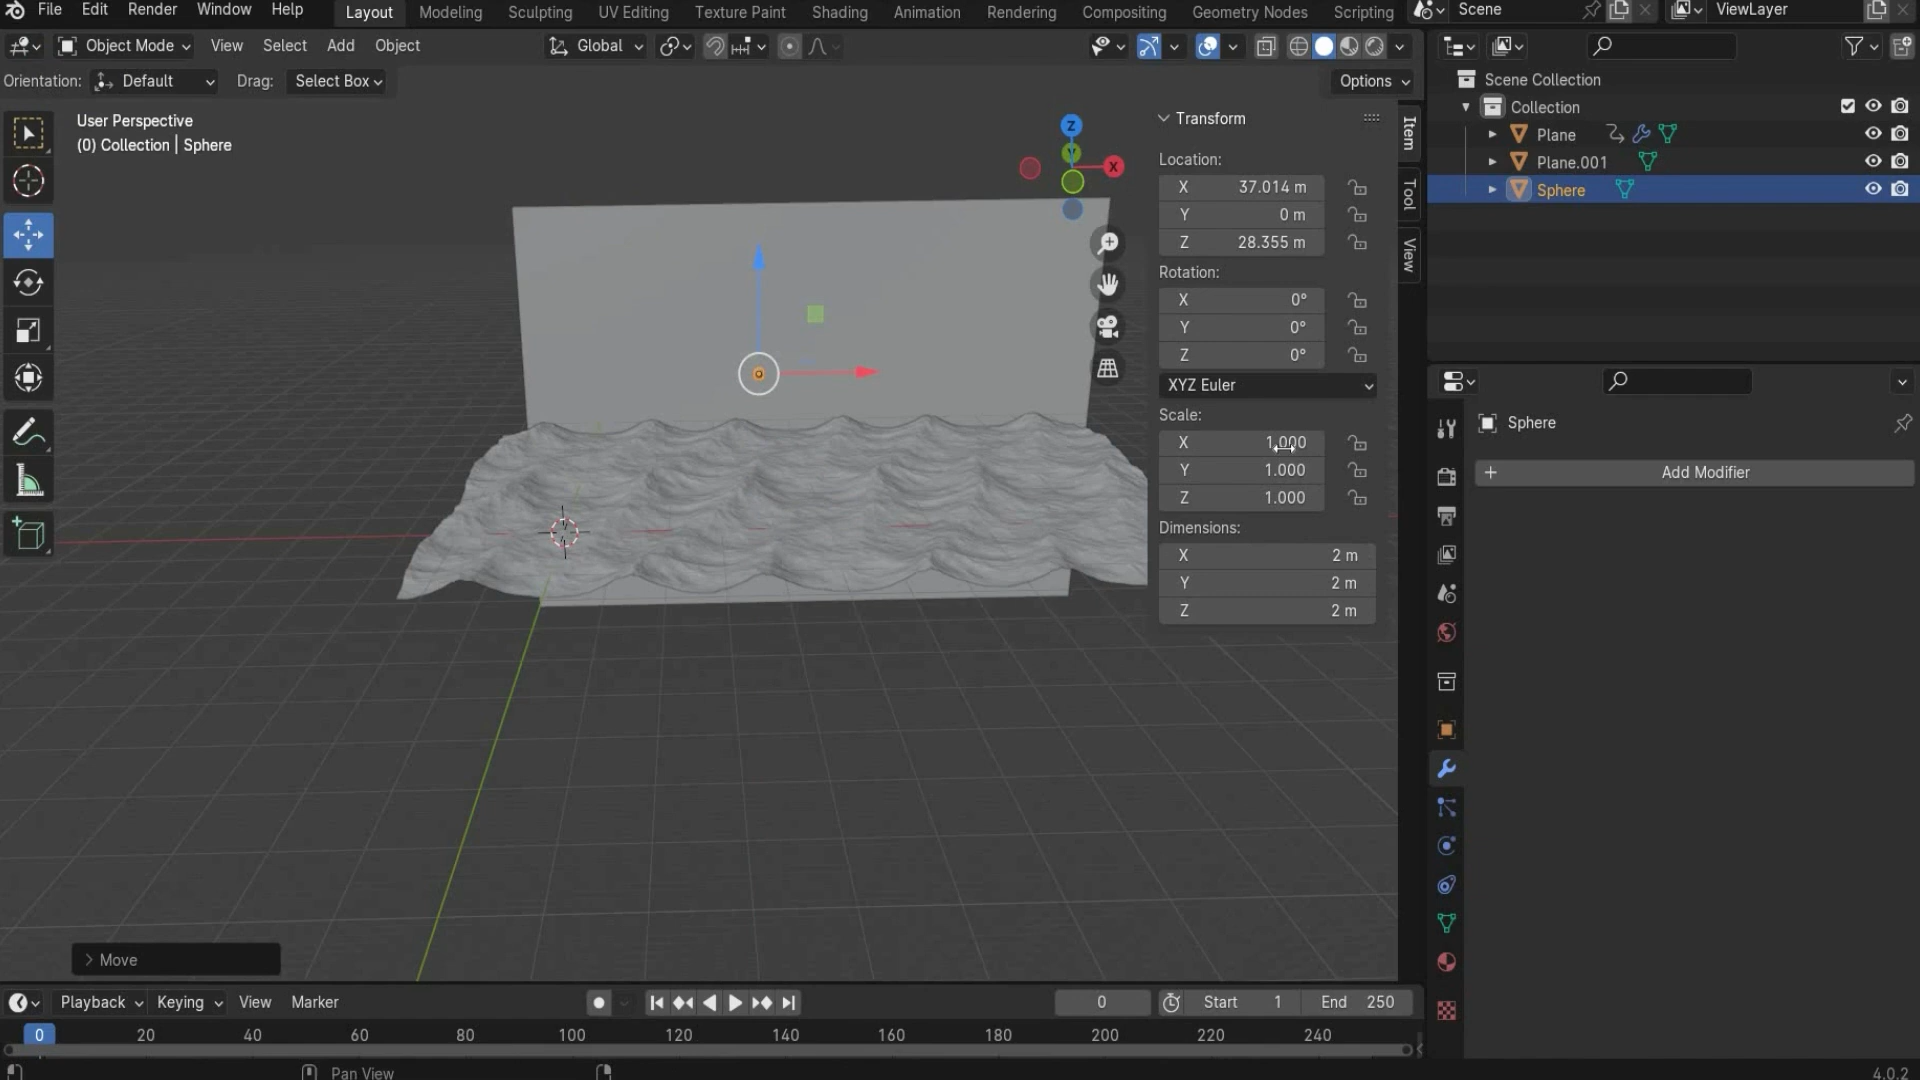 File Edit Render Window Help Layout Modeling Sculpting UV Editing Texture Paint Shading Animation Rendering Compositing Geometry Nodes Scripting Scene ViewLayer
Object Mode View Select Add Object Global
Orientation: Default Drag: Select Box Options
User Perspective
(0) Collection | Sphere
Z
Y
X
Transform
Location:
X 37.014 m
Y 0 m
Z 28.355 m
Rotation:
X 0°
Y 0°
Z 0°
XYZ Euler
Scale:
X 1.000
Y 1.000
Z 1.000
Dimensions:
X 2 m
Y 2 m
Z 2 m
Item
Tool
View
Scene Collection
Collection
Plane
Plane.001
Sphere
Sphere
+ Add Modifier
> Move
Playback Keying View Marker 0 Start 1 End 250
0 20 40 60 80 100 120 140 160 180 200 220 240
Pan View 4.0.2